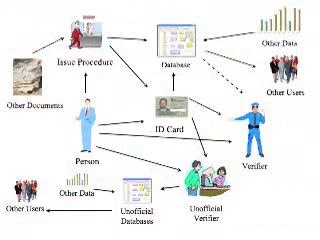 Other Data
Issue Procedure
Database
Other Users
Other Documents
ID Card
Person
Verifier
Other Data
Other Users
Unofficial
Databases
Unofficial
Verifier